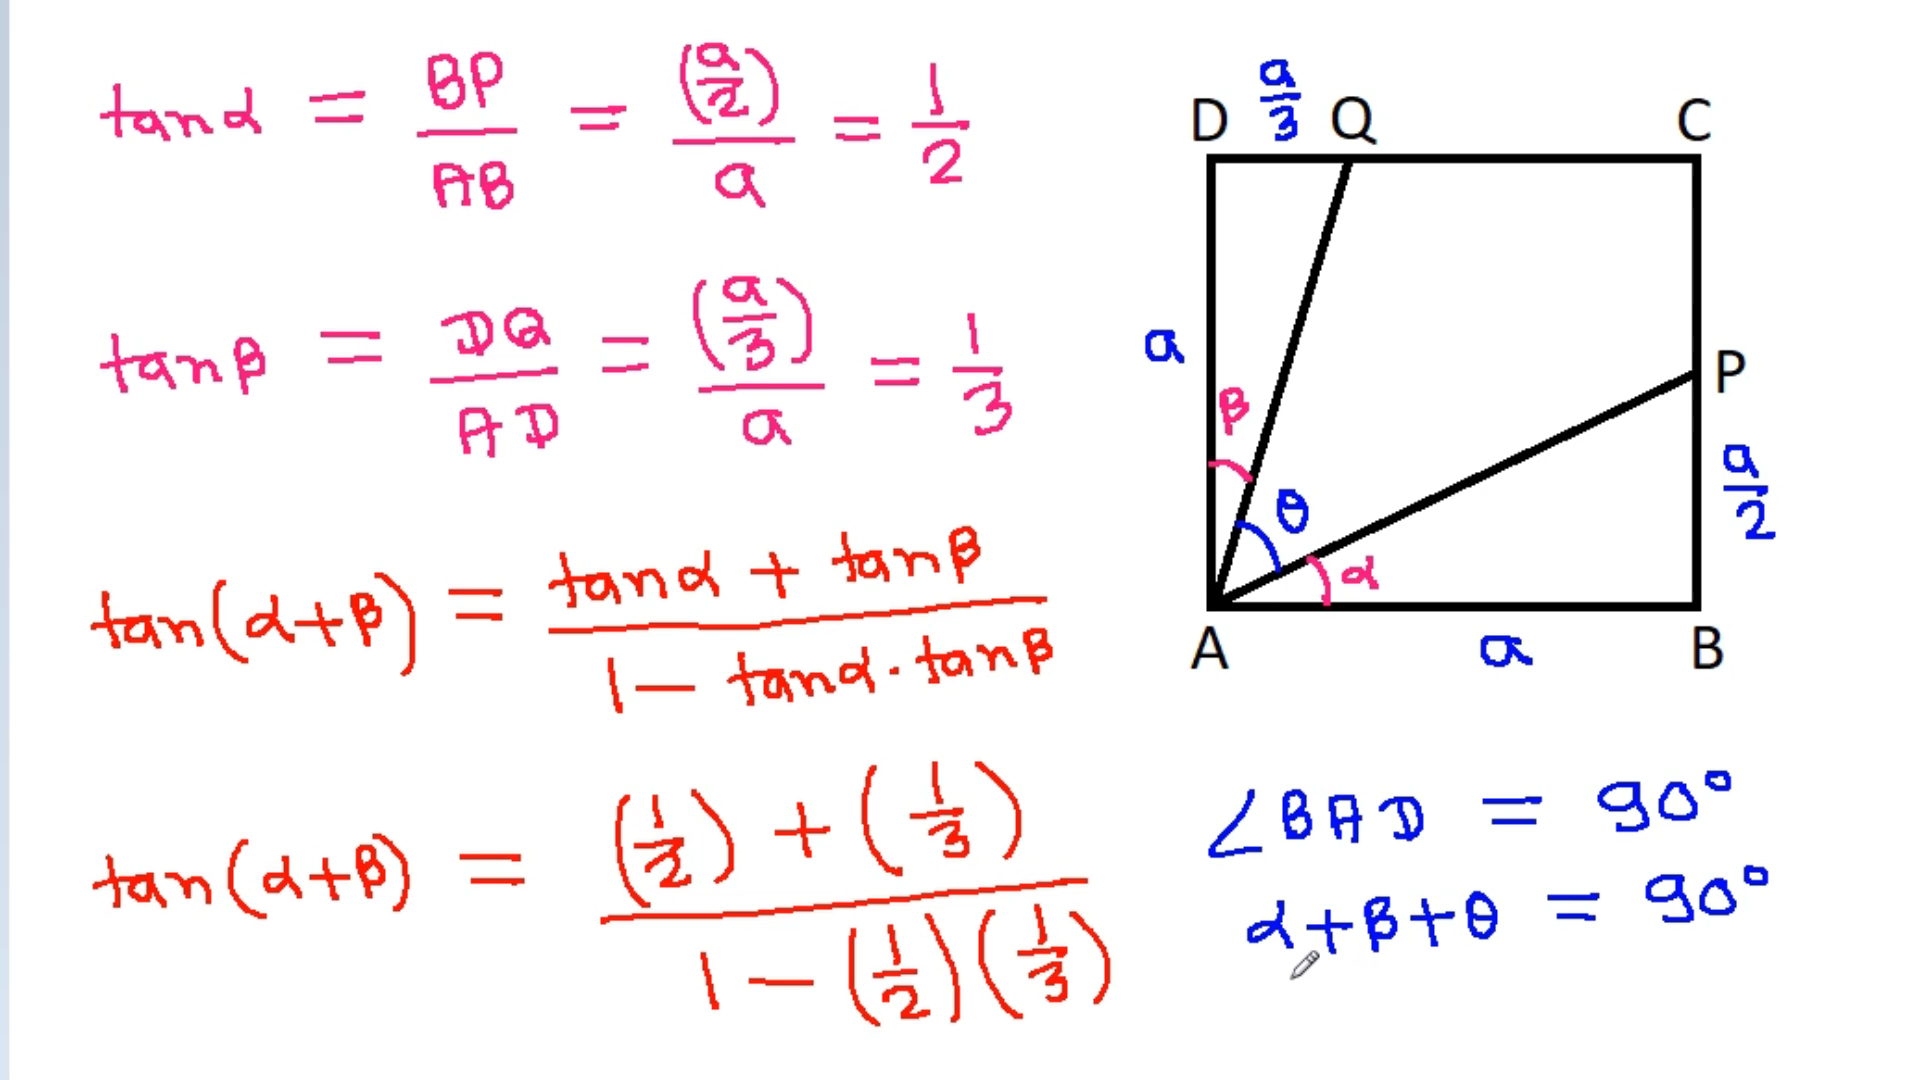 tanα = BP/AB = (a/2)/a = 1/2
tanβ = DQ/AD = (a/3)/a = 1/3
tan(α+β) = (tanα + tanβ)/(1 − tanα · tanβ)
tan(α+β) = ((1/2) + (1/3))/(1 − (1/2)(1/3))
D a/3 Q C
a P
β a/2
θ
α
A a B
∠BAD = 90°
α+β+θ = 90°